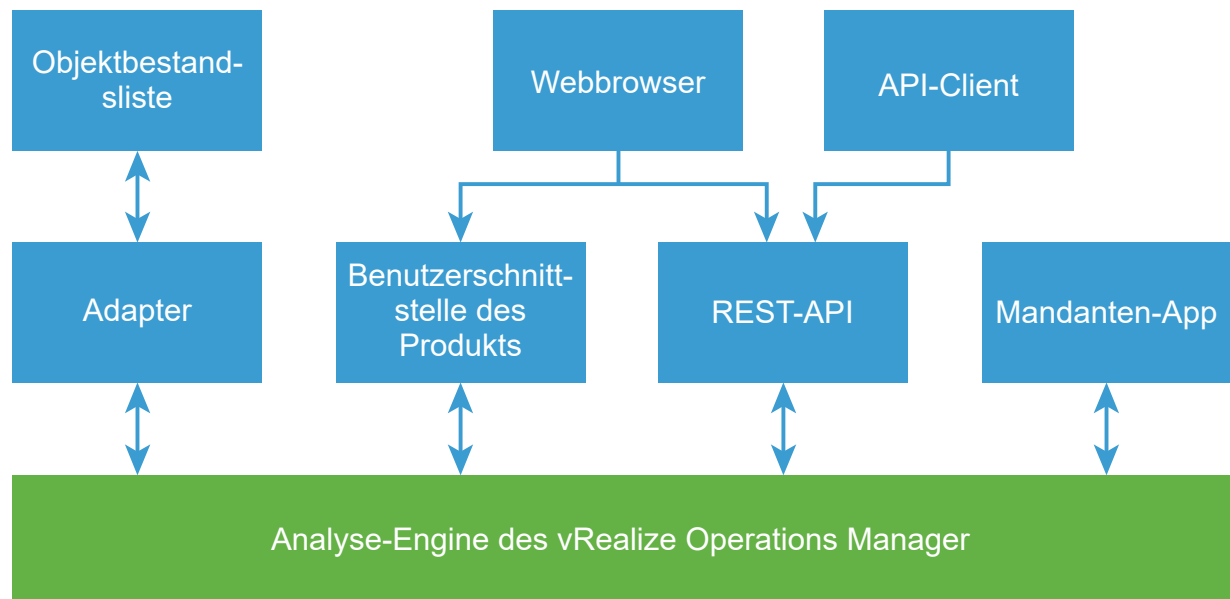 Objektbestand-
sliste
Webbrowser
API-Client
Adapter
Benutzerschnitt-
stelle des
Produkts
REST-API
Mandanten-App
Analyse-Engine des vRealize Operations Manager